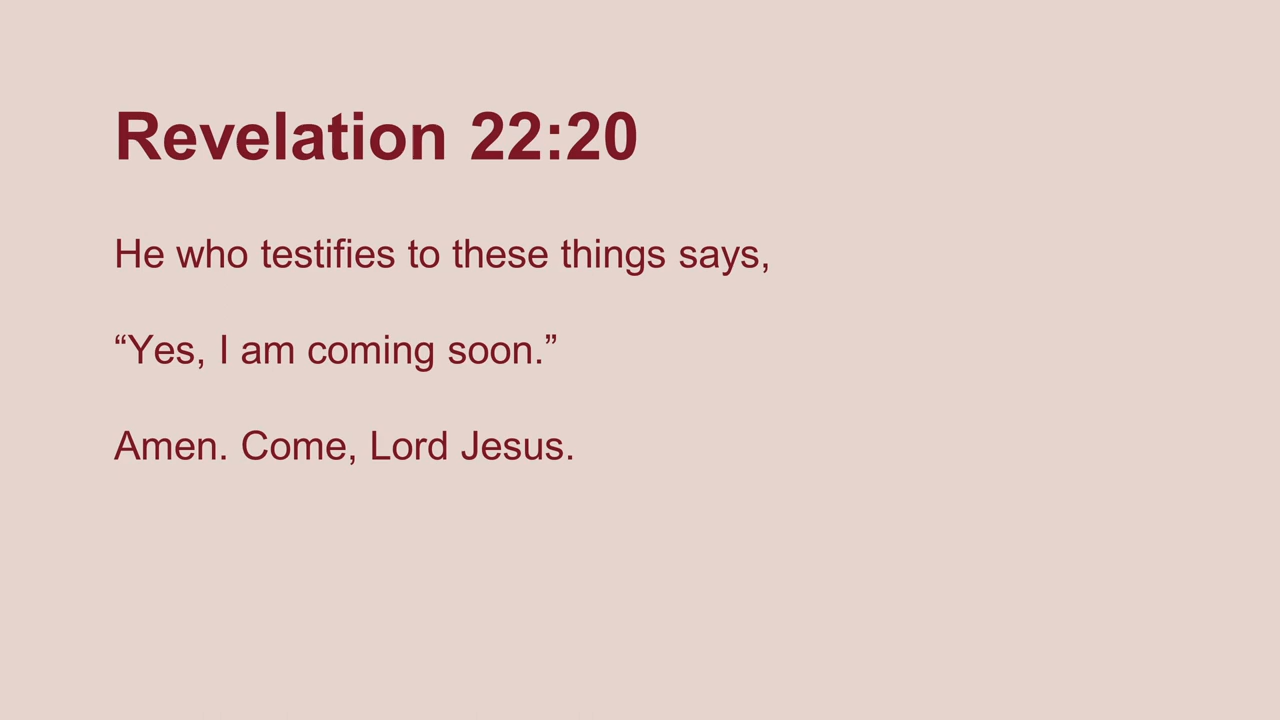 Revelation 22:20
He who testifies to these things says,
“Yes, I am coming soon.”
Amen. Come, Lord Jesus.